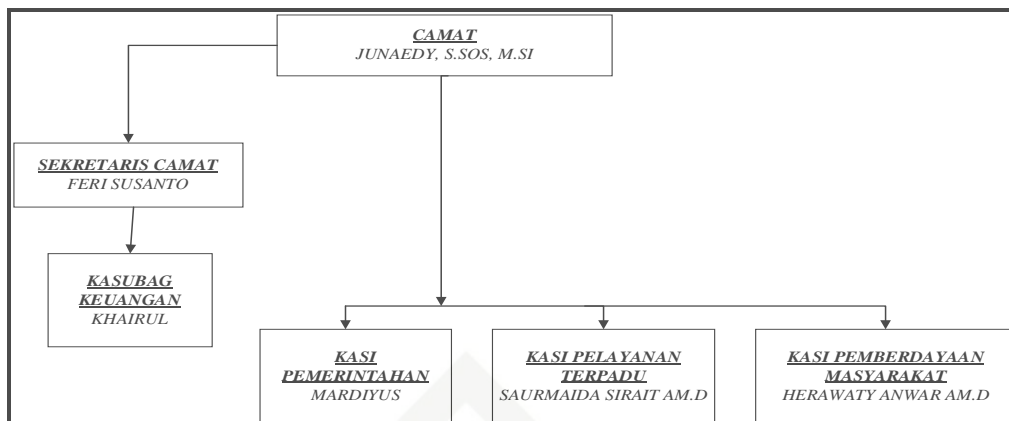 CAMAT
JUNAEDY, S.SOS, M.SI
SEKRETARIS CAMAT
FERI SUSANTO
KASUBAG
KEUANGAN
KHAIRUL
KASI
PEMERINTAHAN
MARDIYUS
KASI PELAYANAN
TERPADU
SAURMAIDA SIRAIT AM.D
KASI PEMBERDAYAAN
MASYARAKAT
HERAWATY ANWAR AM.D